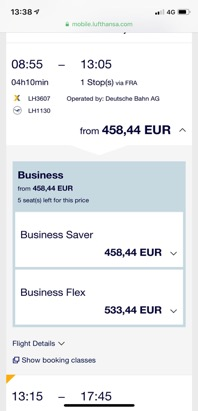 13:38
4G
mobile.lufthansa.com
08:55 – 13:05
04h10min 1 Stop(s) via FRA
LH3607 Operated by: Deutsche Bahn AG
LH1130
from 458,44 EUR
Business
from 458,44 EUR
5 seat(s) left for this price
Business Saver
458,44 EUR
Business Flex
533,44 EUR
Flight Details
Show booking classes
13:15 – 17:45